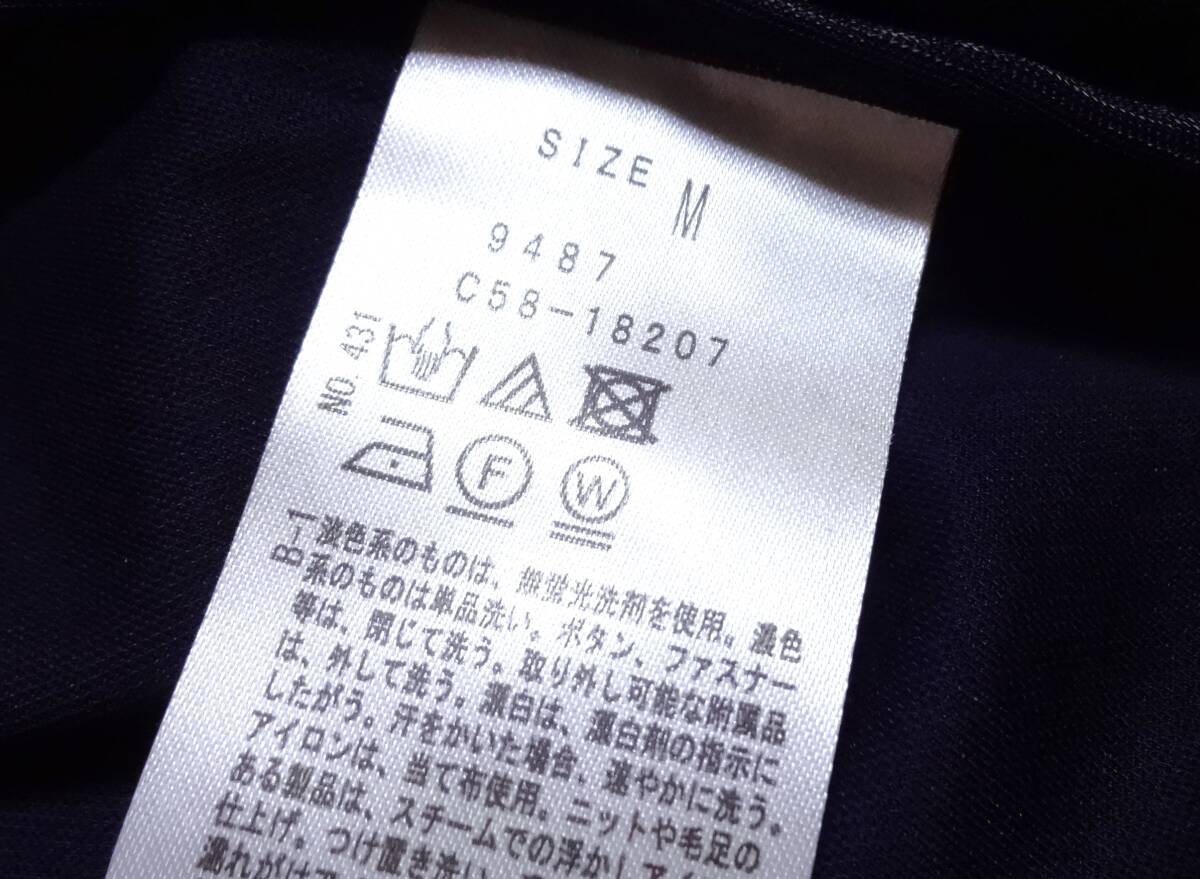 SIZE M
9487
C58-18207
NO.431
F W
淡色系のものは、無蛍光洗剤を使用。濃色
系のものは単品洗い。ボタン、ファスナー
等は、閉じて洗う。取り外し可能な附属品
は、外して洗う。漂白は、漂白剤の指示に
したがう。汗をかいた場合、速やかに洗う。
アイロンは、当て布使用。ニットや毛足の
ある製品は、スチームでの浮かしアイ
仕上げ。つけ置き洗い
濡れがけ